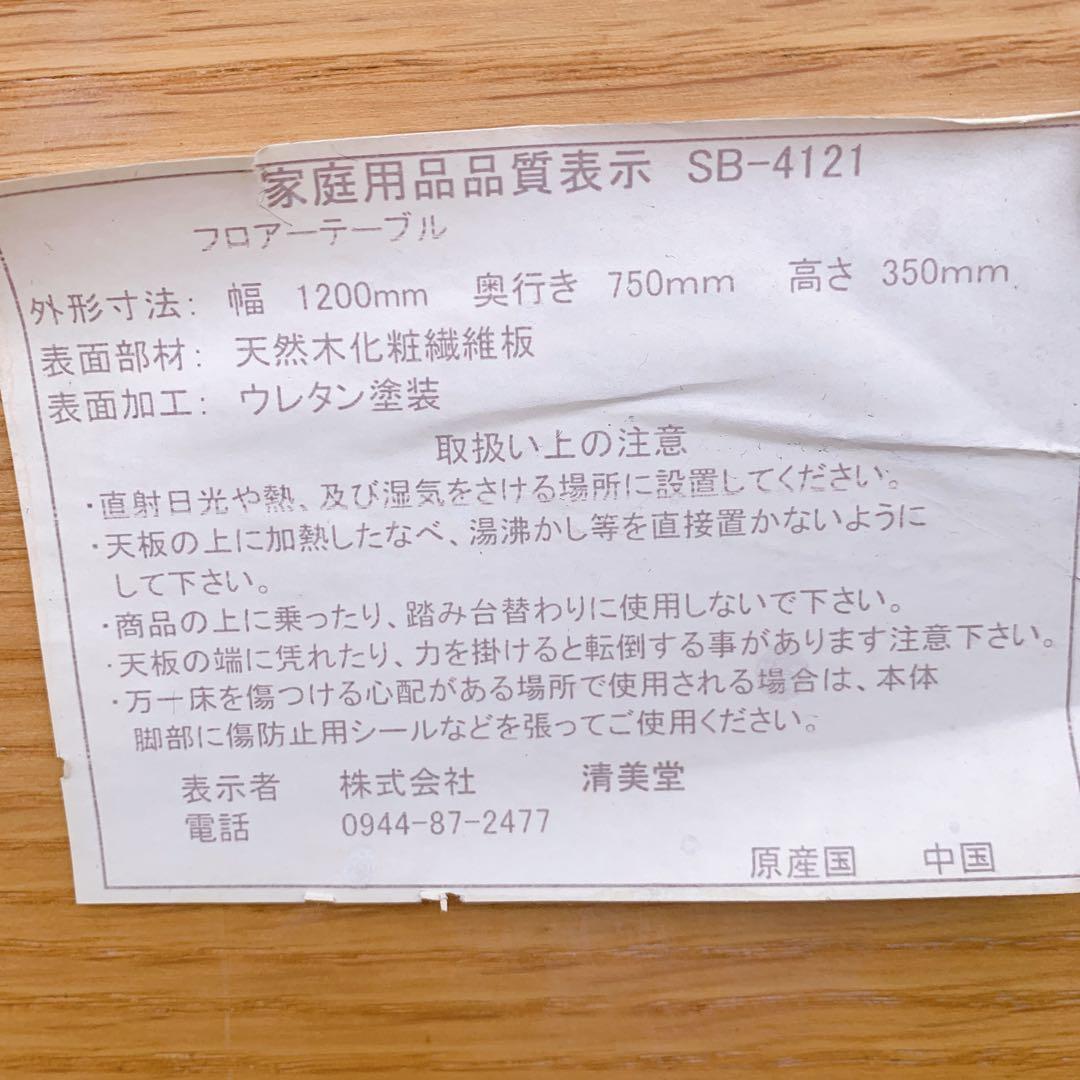 家庭用品品質表示 SB-4121
フロアーテーブル
外形寸法: 幅 1200mm 奥行き 750mm 高さ 350mm
表面部材: 天然木化粧繊維板
表面加工: ウレタン塗装
取扱い上の注意
・直射日光や熱、及び湿気をさける場所に設置してください。
・天板の上に加熱したなべ、湯沸かし等を直接置かないように
して下さい。
・商品の上に乗ったり、踏み台替わりに使用しないで下さい。
・天板の端に凭れたり、力を掛けると転倒する事があります注意下さい。
・万一床を傷つける心配がある場所で使用される場合は、本体
脚部に傷防止用シールなどを張ってご使用ください。
表示者 株式会社 清美堂
電話 0944-87-2477
原産国 中国